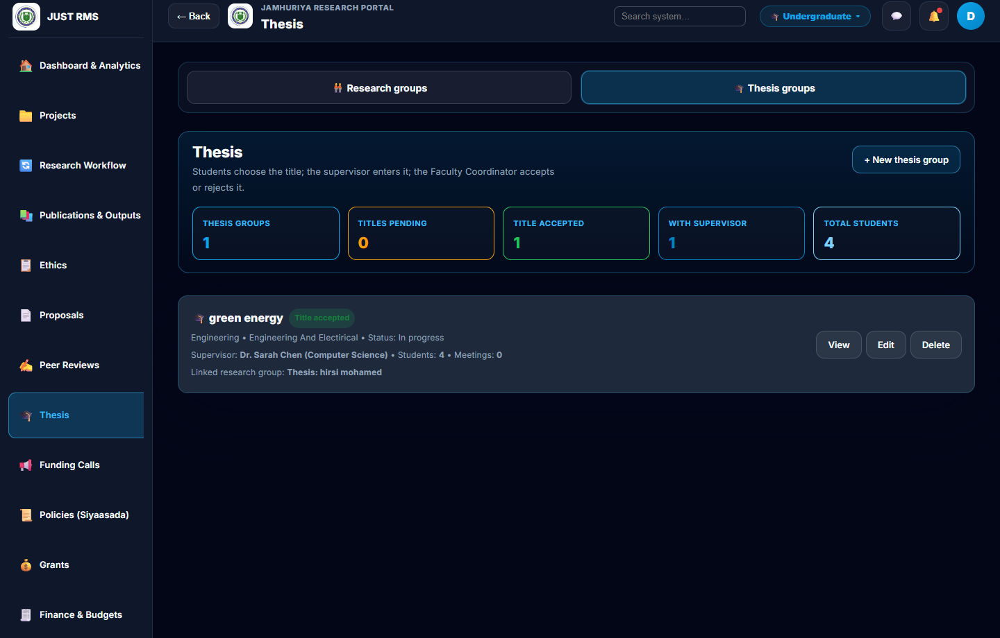 JUST RMS
Dashboard & Analytics
Projects
Research Workflow
Publications & Outputs
Ethics
Proposals
Peer Reviews
Thesis
Funding Calls
Policies (Siyaasada)
Grants
Finance & Budgets
← Back
JAMHURIYA RESEARCH PORTAL
Thesis
Search system...
Undergraduate
D
Research groups
Thesis groups
Thesis
Students choose the title; the supervisor enters it; the Faculty Coordinator accepts
or rejects it.
+ New thesis group
THESIS GROUPS
1
TITLES PENDING
0
TITLE ACCEPTED
1
WITH SUPERVISOR
1
TOTAL STUDENTS
4
green energy Title accepted
Engineering • Engineering And Electirical • Status: In progress
Supervisor: Dr. Sarah Chen (Computer Science) • Students: 4 • Meetings: 0
Linked research group: Thesis: hirsi mohamed
View
Edit
Delete